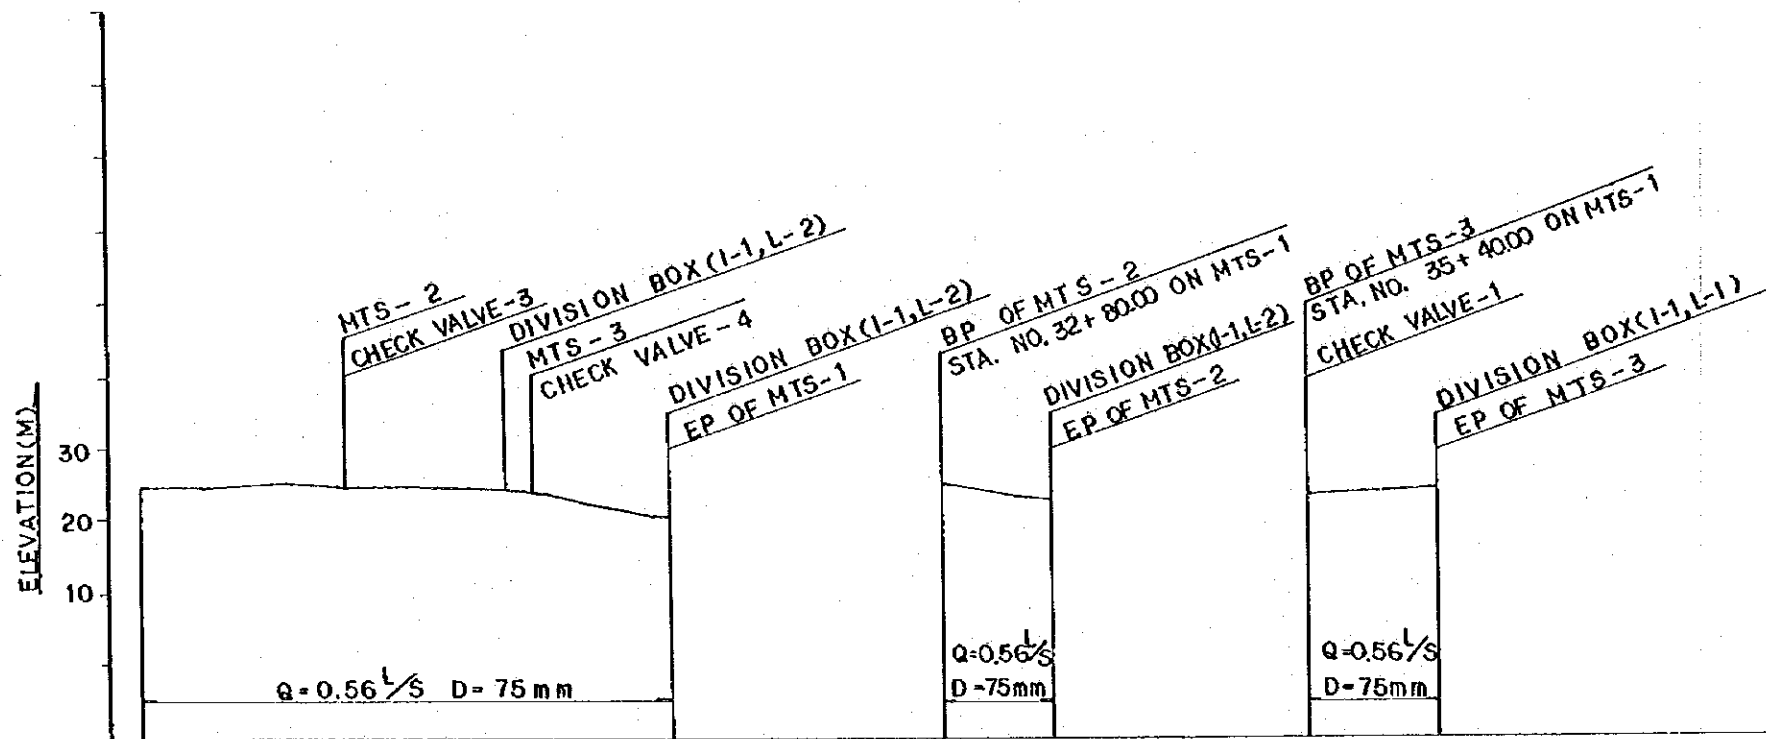 MTS-2
CHECK VALVE-3
DIVISION BOX(I-1,L-2)
MTS-3
CHECK VALVE-4
DIVISION BOX(I-1,L-2)
EP OF MTS-1
BP OF MTS-2
STA. NO. 32+80.00 ON MTS-1
DIVISION BOX(I-1,L-2)
EP OF MTS-2
BP OF MTS-3
STA. NO. 35+40.00 ON MTS-1
CHECK VALVE-1
DIVISION BOX(I-1,L-1)
EP OF MTS-3
ELEVATION(M)
30
20
10
Q=0.56 L/S D=75mm
Q=0.56 L/S
D=75mm
Q=0.56 L/S
D=75mm